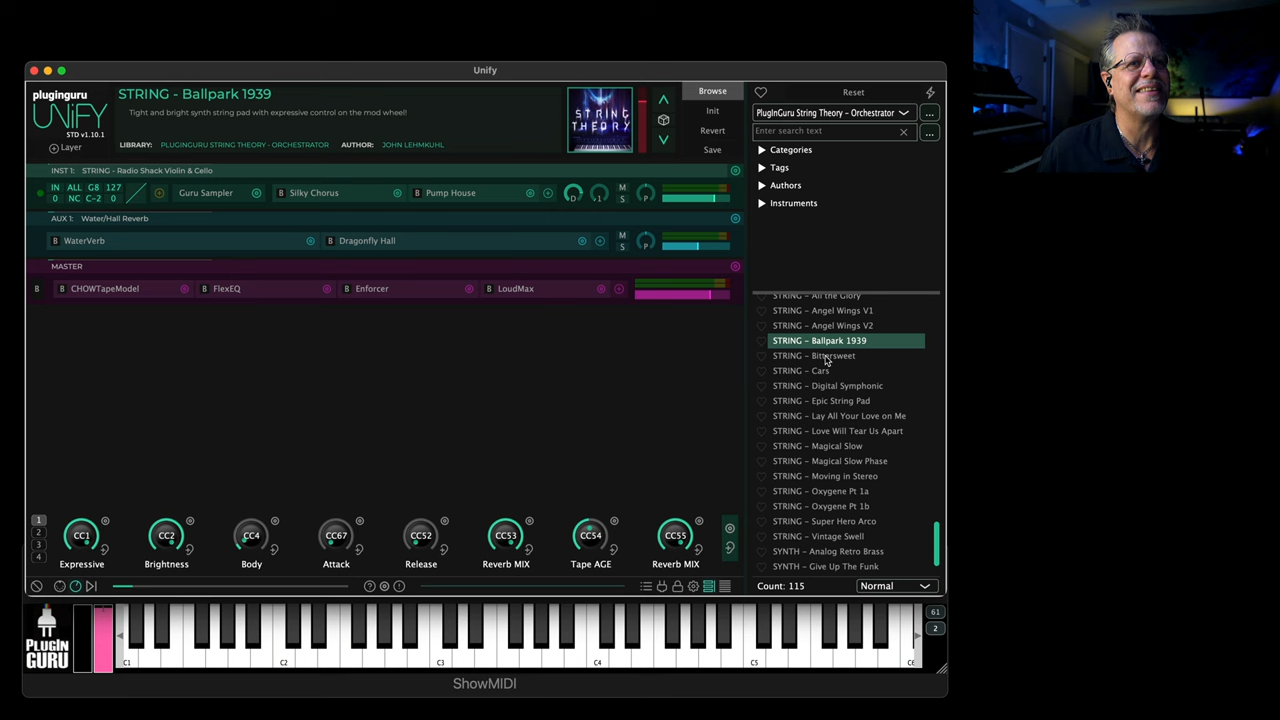 Unify
pluginguru
UNIFY
STD v1.10.1
Layer
STRING - Ballpark 1939
Tight and bright synth string pad with expressive control on the mod wheel!
LIBRARY: PLUGINGURU STRING THEORY - ORCHESTRATOR AUTHOR: JOHN LEHMKUHL
STRING
THEORY
Browse
Init
Revert
Save
INST 1: STRING - Radio Shack Violin & Cello
IN ALL G8 127
0 NC C-2 0
Guru Sampler
B Silky Chorus
B Pump House
D
1
M
S
P
AUX 1: Water/Hall Reverb
B WaterVerb
B Dragonfly Hall
M
S
P
MASTER
B
B CHOWTapeModel
B FlexEQ
B Enforcer
B LoudMax
Reset
PlugInGuru String Theory - Orchestrator
...
Enter search text
...
Categories
Tags
Authors
Instruments
STRING - All the Glory
STRING - Angel Wings V1
STRING - Angel Wings V2
STRING - Ballpark 1939
STRING - Bittersweet
STRING - Cars
STRING - Digital Symphonic
STRING - Epic String Pad
STRING - Lay All Your Love on Me
STRING - Love Will Tear Us Apart
STRING - Magical Slow
STRING - Magical Slow Phase
STRING - Moving in Stereo
STRING - Oxygene Pt 1a
STRING - Oxygene Pt 1b
STRING - Super Hero Arco
STRING - Vintage Swell
SYNTH - Analog Retro Brass
SYNTH - Give Up The Funk
Count: 115
Normal
1
2
3
4
CC1 CC2 CC4 CC67 CC52 CC53 CC54 CC55
Expressive Brightness Body Attack Release Reverb MIX Tape AGE Reverb MIX
PLUGIN
GURU
C1 C2 C3 C4 C5 C6
61
2
ShowMIDI